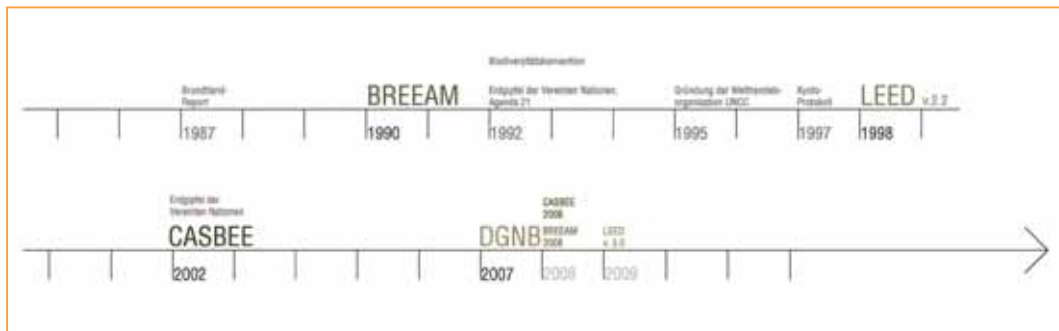 Biodiversitätskonvention
Brundtland-
Report
BREEAM
Erdgipfel der Vereinten Nationen,
Agenda 21
Gründung der Welthandels-
organisation UNCC
Kyoto-
Protokoll
LEED v.2.2
1987
1990
1992
1995
1997
1998
Erdgipfel der
Vereinten Nationen
CASBEE
DGNB
CASBEE
2008
BREEAM
2008
LEED
v. 3.0
2002
2007
2008
2009